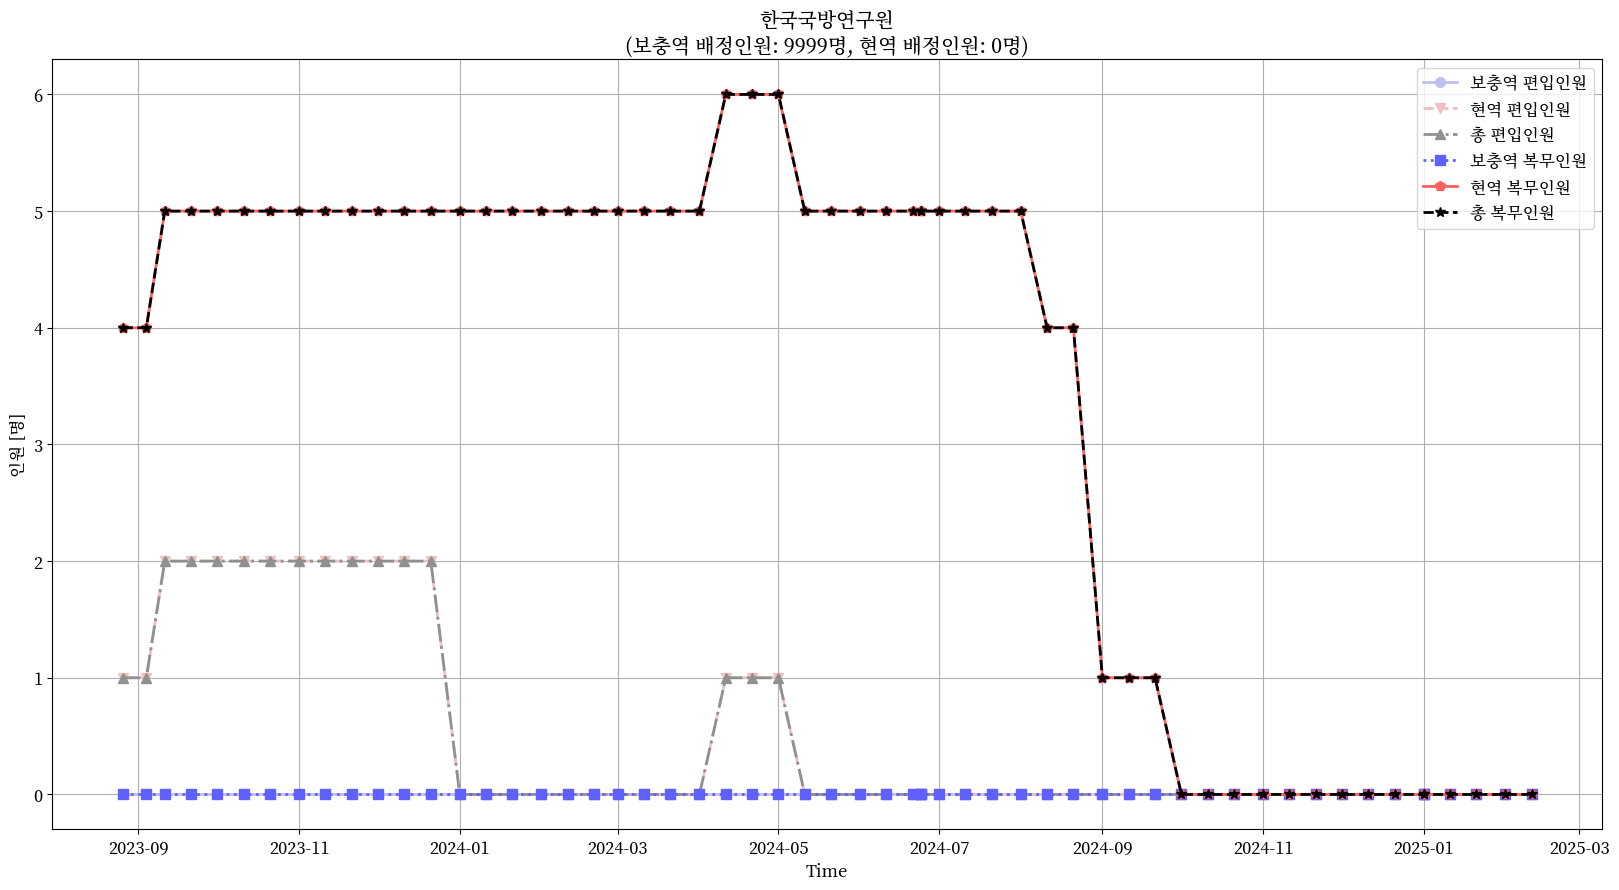 한국국방연구원
(보충역 배정인원: 9999명, 현역 배정인원: 0명)
보충역 편입인원
현역 편입인원
총 편입인원
보충역 복무인원
현역 복무인원
총 복무인원
인원 [명]
6
5
4
3
2
1
0
2023-09 2023-11 2024-01 2024-03 2024-05 2024-07 2024-09 2024-11 2025-01 2025-03
Time